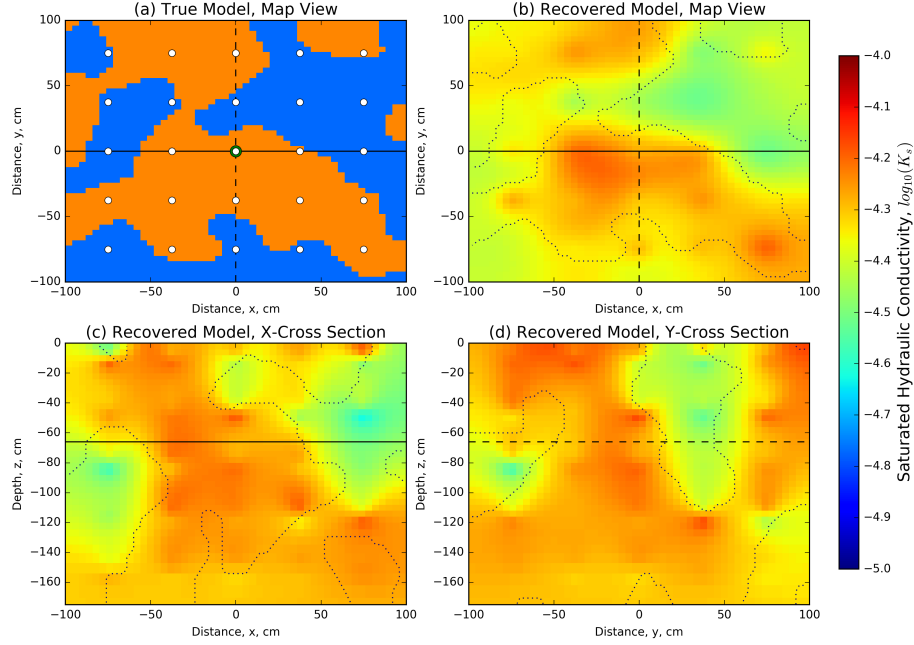 (a) True Model, Map View
(b) Recovered Model, Map View
100
50
0
−50
−100
Distance, y, cm
−100 −50 0 50 100
Distance, x, cm
100
50
0
−50
−100
Distance, y, cm
−100 −50 0 50 100
Distance, x, cm
(c) Recovered Model, X-Cross Section
(d) Recovered Model, Y-Cross Section
0
−20
−40
−60
−80
−100
−120
−140
−160
Depth, z, cm
−100 −50 0 50 100
Distance, x, cm
0
−20
−40
−60
−80
−100
−120
−140
−160
Depth, z, cm
−100 −50 0 50 100
Distance, y, cm
−4.0
−4.1
−4.2
−4.3
−4.4
−4.5
−4.6
−4.7
−4.8
−4.9
−5.0
Saturated Hydraulic Conductivity, log₁₀(Kₛ)